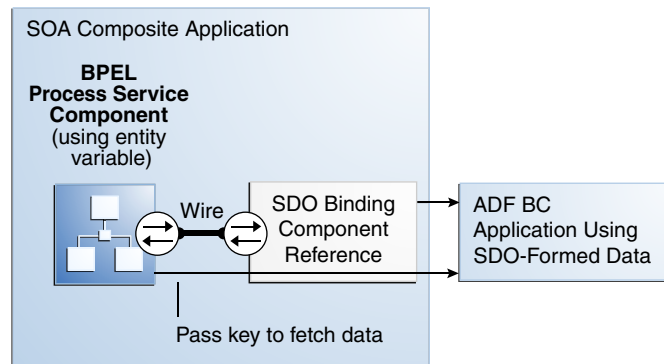 SOA Composite Application
BPEL
Process Service
Component
(using entity
variable)
Wire
SDO Binding
Component
Reference
ADF BC
Application Using
SDO-Formed Data
Pass key to fetch data